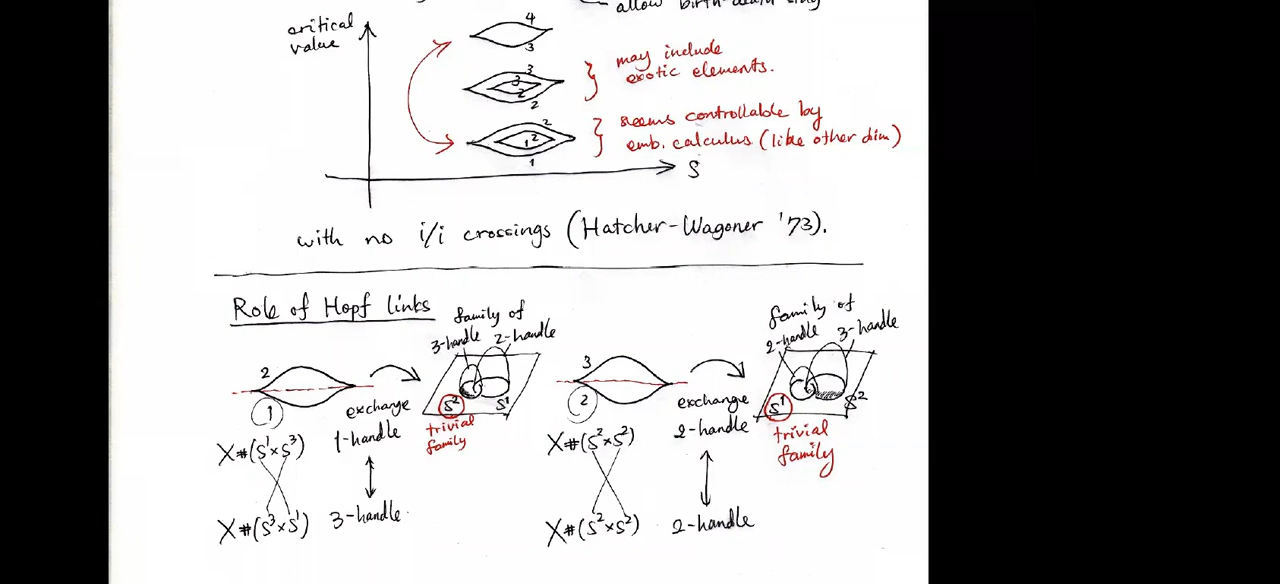 allow birth-death sing
critical
value
4
3
3
3
2
2
may include
exotic elements.
2
2
1
1
seems controllable by
emb. calculus (like other dim)
S
with no i/i crossings (Hatcher-Wagoner '73).
Role of Hopf links
family of
3-handle 2-handle
2
1
exchange
1-handle
S² S¹
trivial
family
X#(S¹×S³)
X#(S³×S¹) 3-handle
family of
2-handle 3-handle
3
2
exchange
2-handle
S¹ S²
trivial
family
X#(S²×S²)
X#(S²×S²) 2-handle